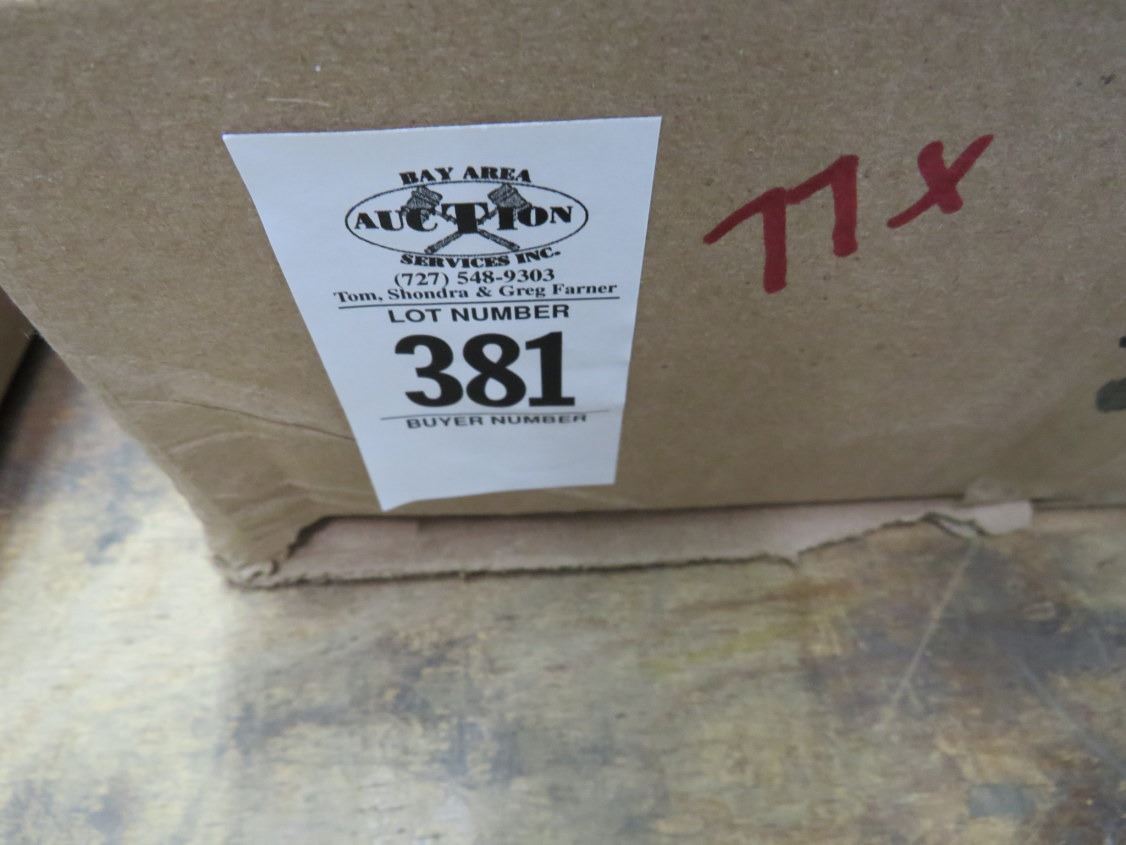 BAY AREA
AUCTION
SERVICES INC.
(727) 548-9303
Tom, Shondra & Greg Farner
LOT NUMBER
381
BUYER NUMBER
77x